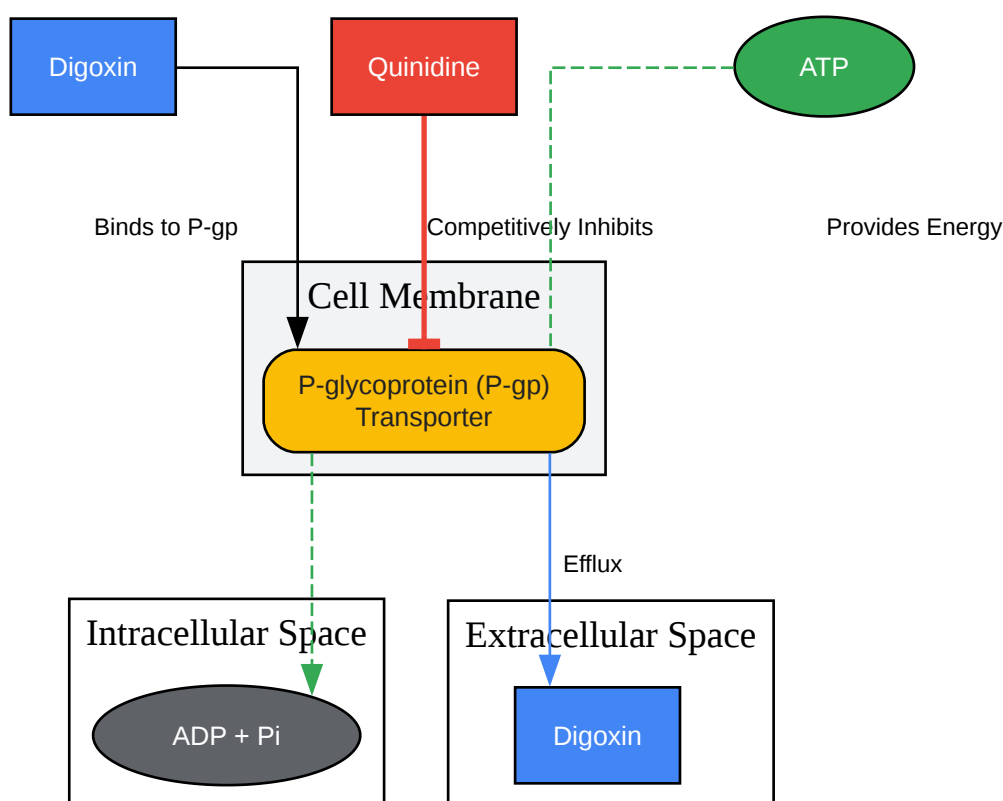 Digoxin
Quinidine
ATP
Binds to P-gp
Competitively Inhibits
Provides Energy
Cell Membrane
P-glycoprotein (P-gp)
Transporter
Efflux
Intracellular Space
Extracellular Space
ADP + Pi
Digoxin